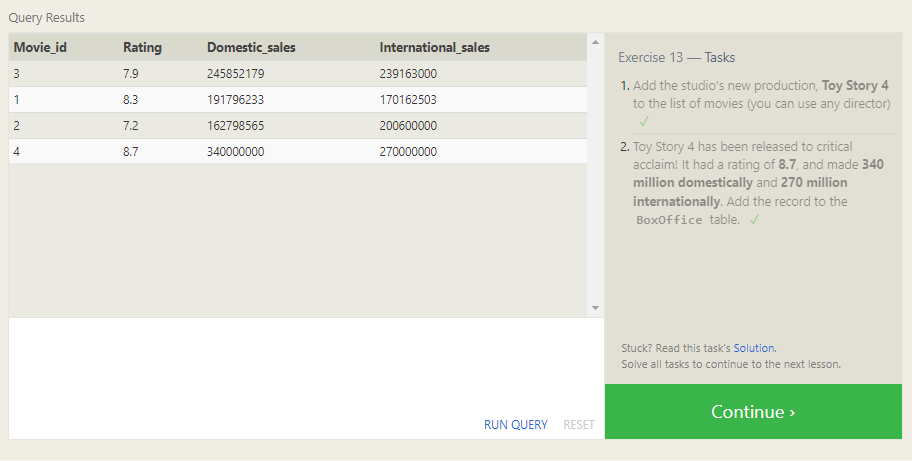 Query Results
Movie_id Rating Domestic_sales International_sales
3 7.9 245852179 239163000
1 8.3 191796233 170162503
2 7.2 162798565 200600000
4 8.7 340000000 270000000
RUN QUERY RESET
Exercise 13 — Tasks
1. Add the studio's new production, Toy Story 4
to the list of movies (you can use any director)
✓
2. Toy Story 4 has been released to critical
acclaim! It had a rating of 8.7, and made 340
million domestically and 270 million
internationally. Add the record to the
BoxOffice table. ✓
Stuck? Read this task's Solution.
Solve all tasks to continue to the next lesson.
Continue ›